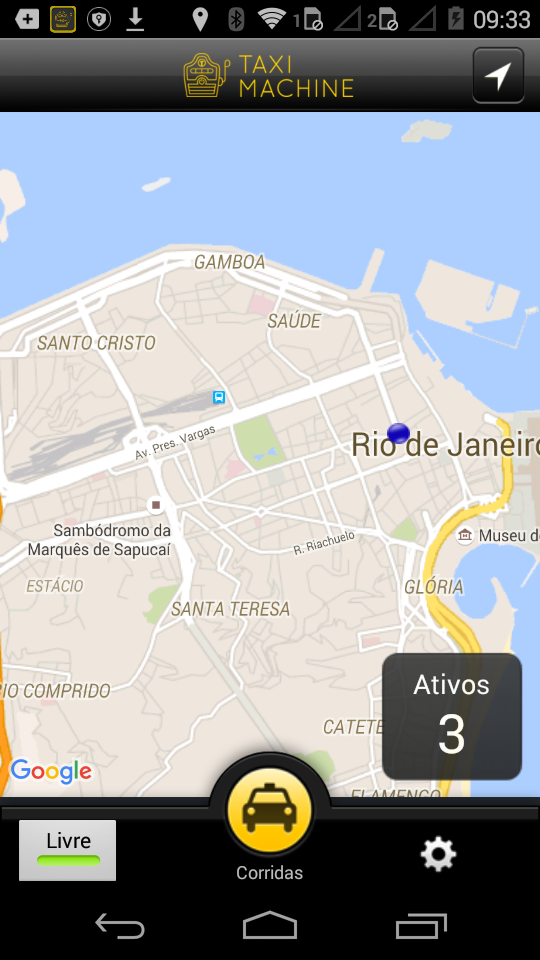 1 2 09:33
TAXI
MACHINE
GAMBOA
SAÚDE
SANTO CRISTO
Av. Pres. Vargas
Rio de Janeiro
Sambódromo da
Marquês de Sapucaí
Museu d
R. Riachuelo
ESTÁCIO
GLÓRIA
SANTA TERESA
IO COMPRIDO
Ativos
3
CATETE
FLAMENGO
Google
Livre
Corridas